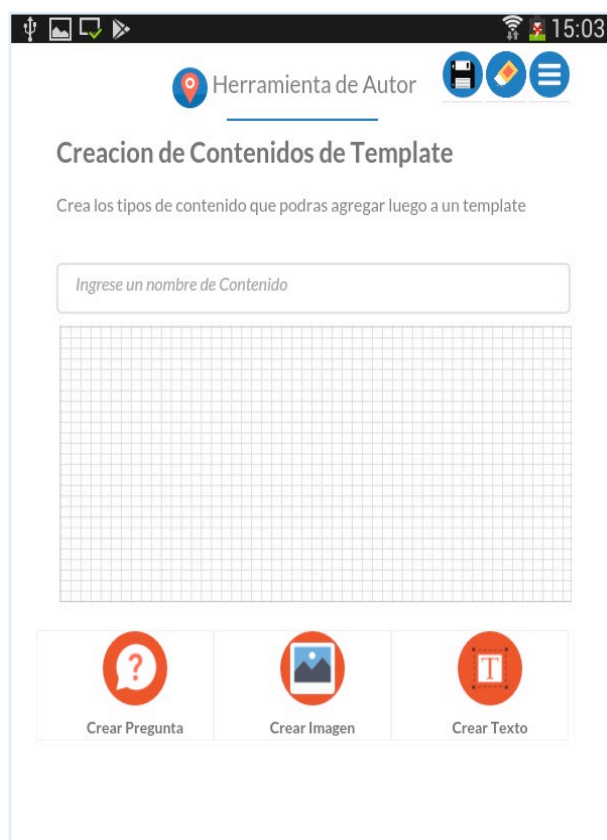 15:03
Herramienta de Autor
Creacion de Contenidos de Template
Crea los tipos de contenido que podras agregar luego a un template
Ingrese un nombre de Contenido
?
T
Crear Pregunta
Crear Imagen
Crear Texto